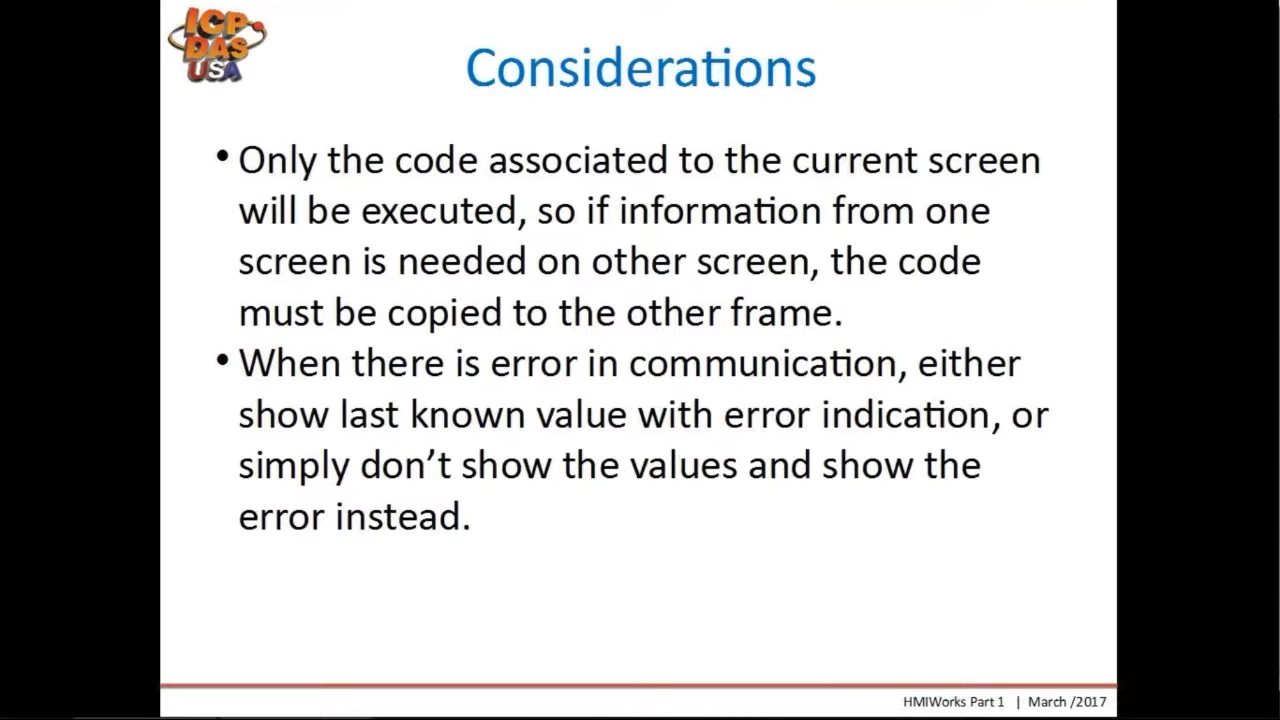 ICP
DAS
USA
Considerations
• Only the code associated to the current screen
will be executed, so if information from one
screen is needed on other screen, the code
must be copied to the other frame.
• When there is error in communication, either
show last known value with error indication, or
simply don’t show the values and show the
error instead.
HMIWorks Part 1 | March /2017